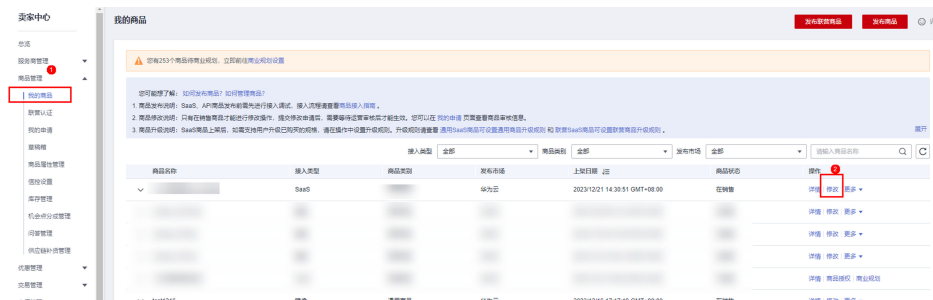 卖家中心
我的商品
发布联营商品
发布商品
总览
服务商管理
1
商品管理
我的商品
联营认证
我的申请
草稿箱
商品属性管理
信控设置
库存管理
机会点分成管理
问答管理
供应链补货管理
优惠管理
交易管理
您有253个商品待商业规划，立即前往商业规划设置
您可能想了解： 如何发布商品？如何管理商品？
1. 商品发布说明：SaaS、API商品发布前需先进行接入调试，接入流程请查看商品接入指南。
2. 商品修改说明：只有在销售商品才能进行修改操作，提交修改申请后，需要等待运营审核后才能生效。您可以在 我的申请 页面查看商品审核信息。
3. 商品升级说明：SaaS商品上架后，如需支持用户升级已购买的规格，请在操作中设置升级规则。升级规则请查看 通用SaaS商品可设置通用商品升级规则 和 联营SaaS商品可设置联营商品升级规则 。
展开
接入类型 全部 商品类别 全部 发布市场 全部 请输入商品名称
商品名称 接入类型 商品类别 发布市场 上架日期 商品状态 操作
2
SaaS 华为云 2023/12/21 14:30:51 GMT+08:00 在销售 详情 修改 更多
详情 修改 更多
详情 修改 更多
详情 修改 更多
详情 商品授权 商业规划